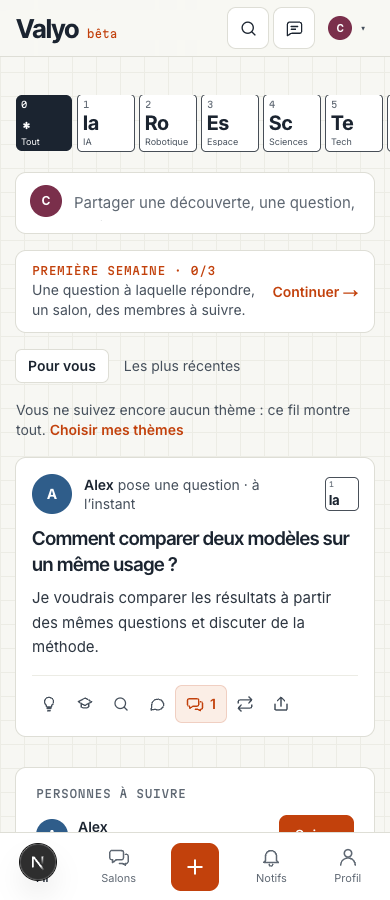 Valyo bêta
C
0 1 2 3 4 5
* Ia Ro Es Sc Te
Tout IA Robotique Espace Sciences Tech
C Partager une découverte, une question,
PREMIÈRE SEMAINE · 0/3
Une question à laquelle répondre,
un salon, des membres à suivre.
Continuer →
Pour vous Les plus récentes
Vous ne suivez encore aucun thème : ce fil montre
tout. Choisir mes thèmes
A Alex pose une question · à
l’instant
1
Ia
Comment comparer deux modèles sur
un même usage ?
Je voudrais comparer les résultats à partir
des mêmes questions et discuter de la
méthode.
1
PERSONNES À SUIVRE
Alex
N
Salons Notifs Profil